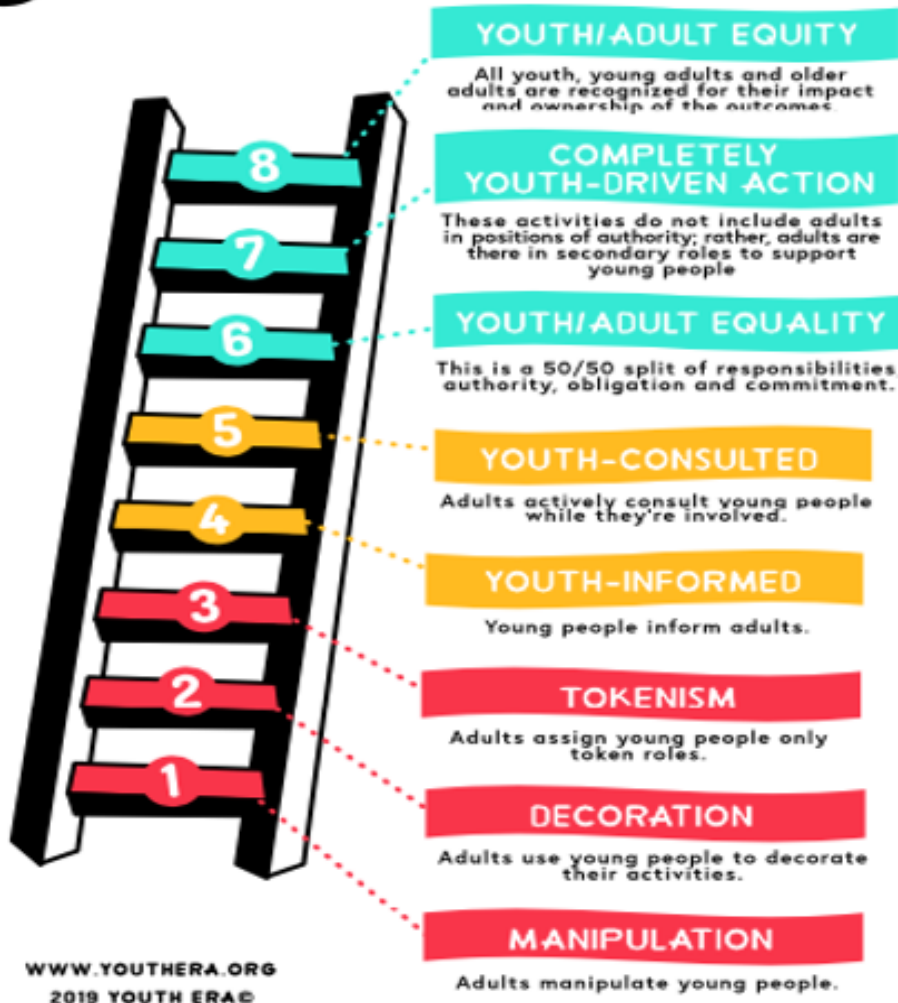 YOUTH/ADULT EQUITY
All youth, young adults and older
adults are recognized for their impact
and ownership of the outcomes.
8
COMPLETELY
YOUTH-DRIVEN ACTION
These activities do not include adults
in positions of authority; rather, adults are
there in secondary roles to support
young people
7
YOUTH/ADULT EQUALITY
This is a 50/50 split of responsibilities,
authority, obligation and commitment.
6
YOUTH-CONSULTED
Adults actively consult young people
while they're involved.
5
YOUTH-INFORMED
Young people inform adults.
4
TOKENISM
Adults assign young people only
token roles.
3
DECORATION
Adults use young people to decorate
their activities.
2
MANIPULATION
Adults manipulate young people.
1
WWW.YOUTHERA.ORG
2019 YOUTH ERA©